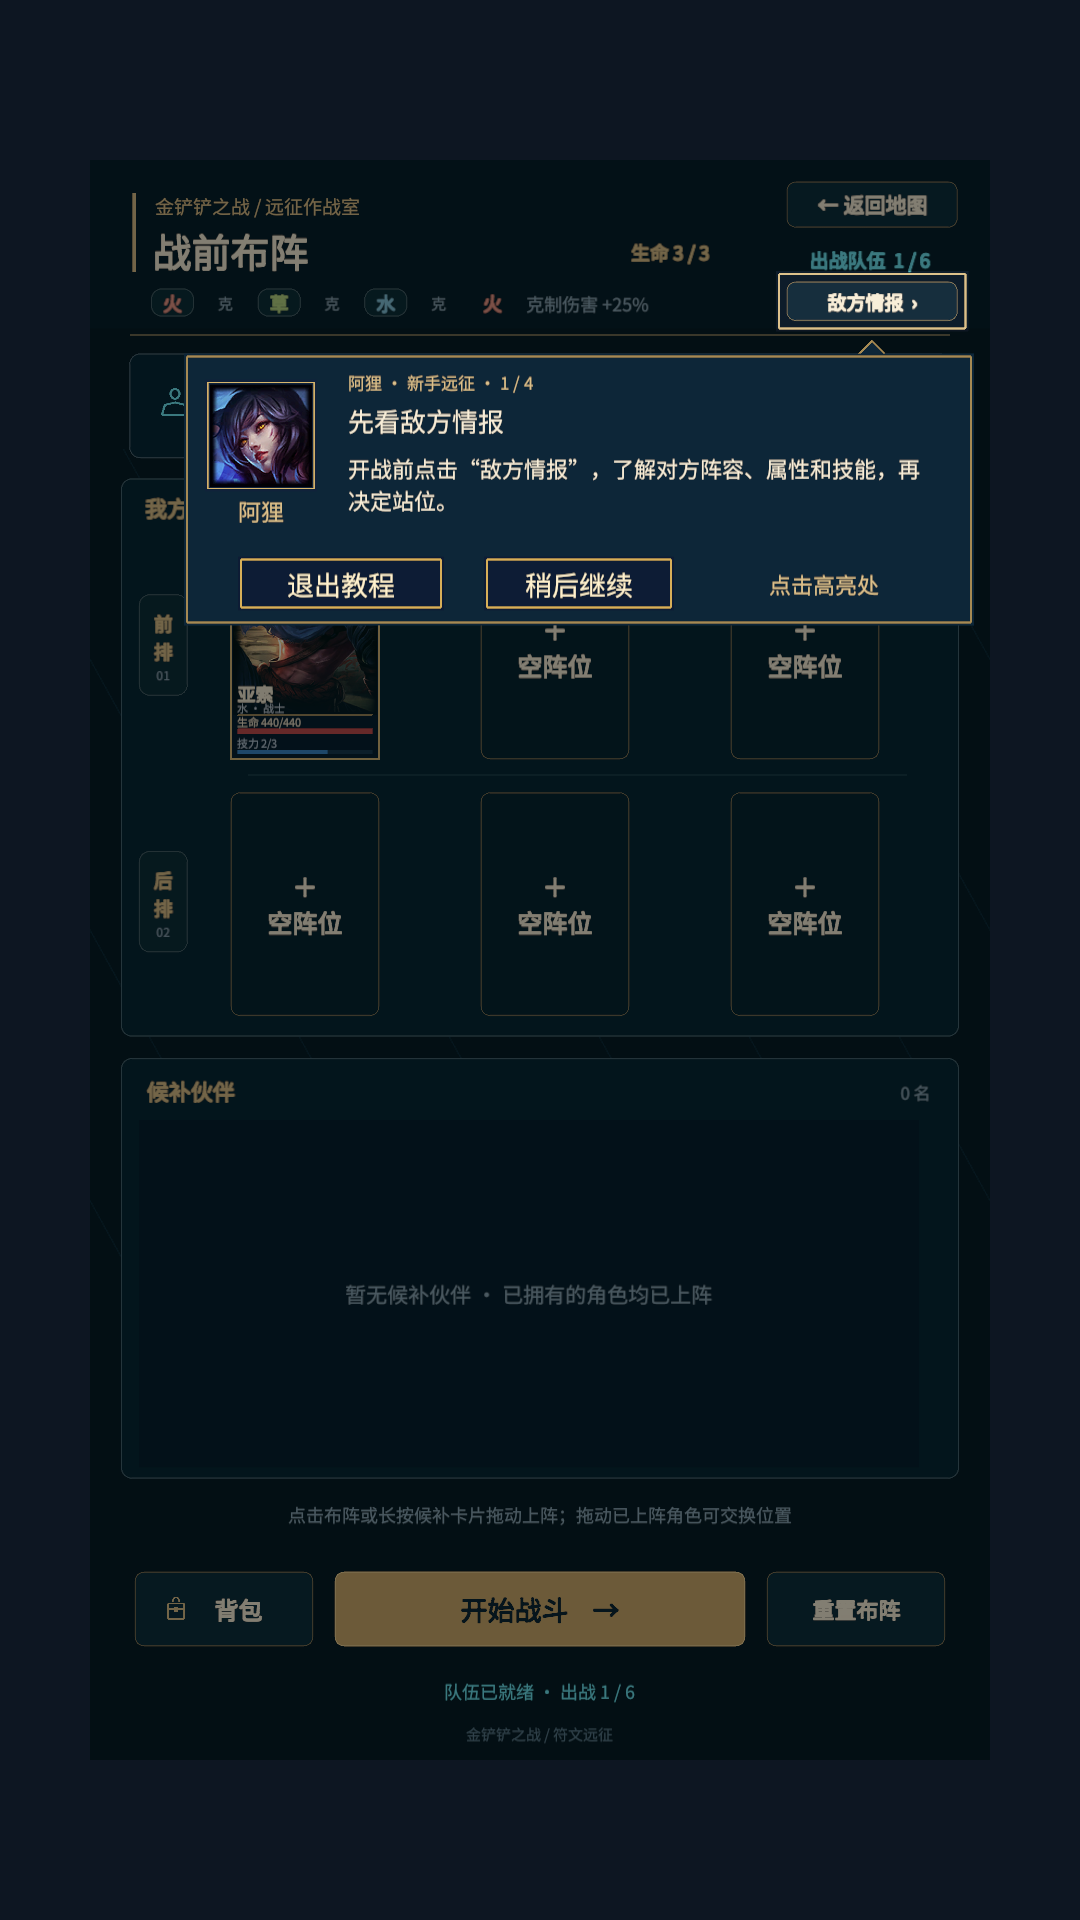 金铲铲之战 / 远征作战室
← 返回地图
战前布阵
生命 3 / 3
出战队伍 1 / 6
火 克 草 克 水 克 火 克制伤害 +25%
敌方情报 ›
阿狸 · 新手远征 · 1 / 4
先看敌方情报
开战前点击“敌方情报”，了解对方阵容、属性和技能，再
决定站位。
阿狸
退出教程
稍后继续
点击高亮处
我方
前
排
01
亚索
水 · 战士
生命 440/440
技力 2/3
+
空阵位
+
空阵位
后
排
02
+
空阵位
+
空阵位
+
空阵位
候补伙伴
0 名
暂无候补伙伴 · 已拥有的角色均已上阵
点击布阵或长按候补卡片拖动上阵；拖动已上阵角色可交换位置
背包
开始战斗 →
重置布阵
队伍已就绪 · 出战 1 / 6
金铲铲之战 / 符文远征